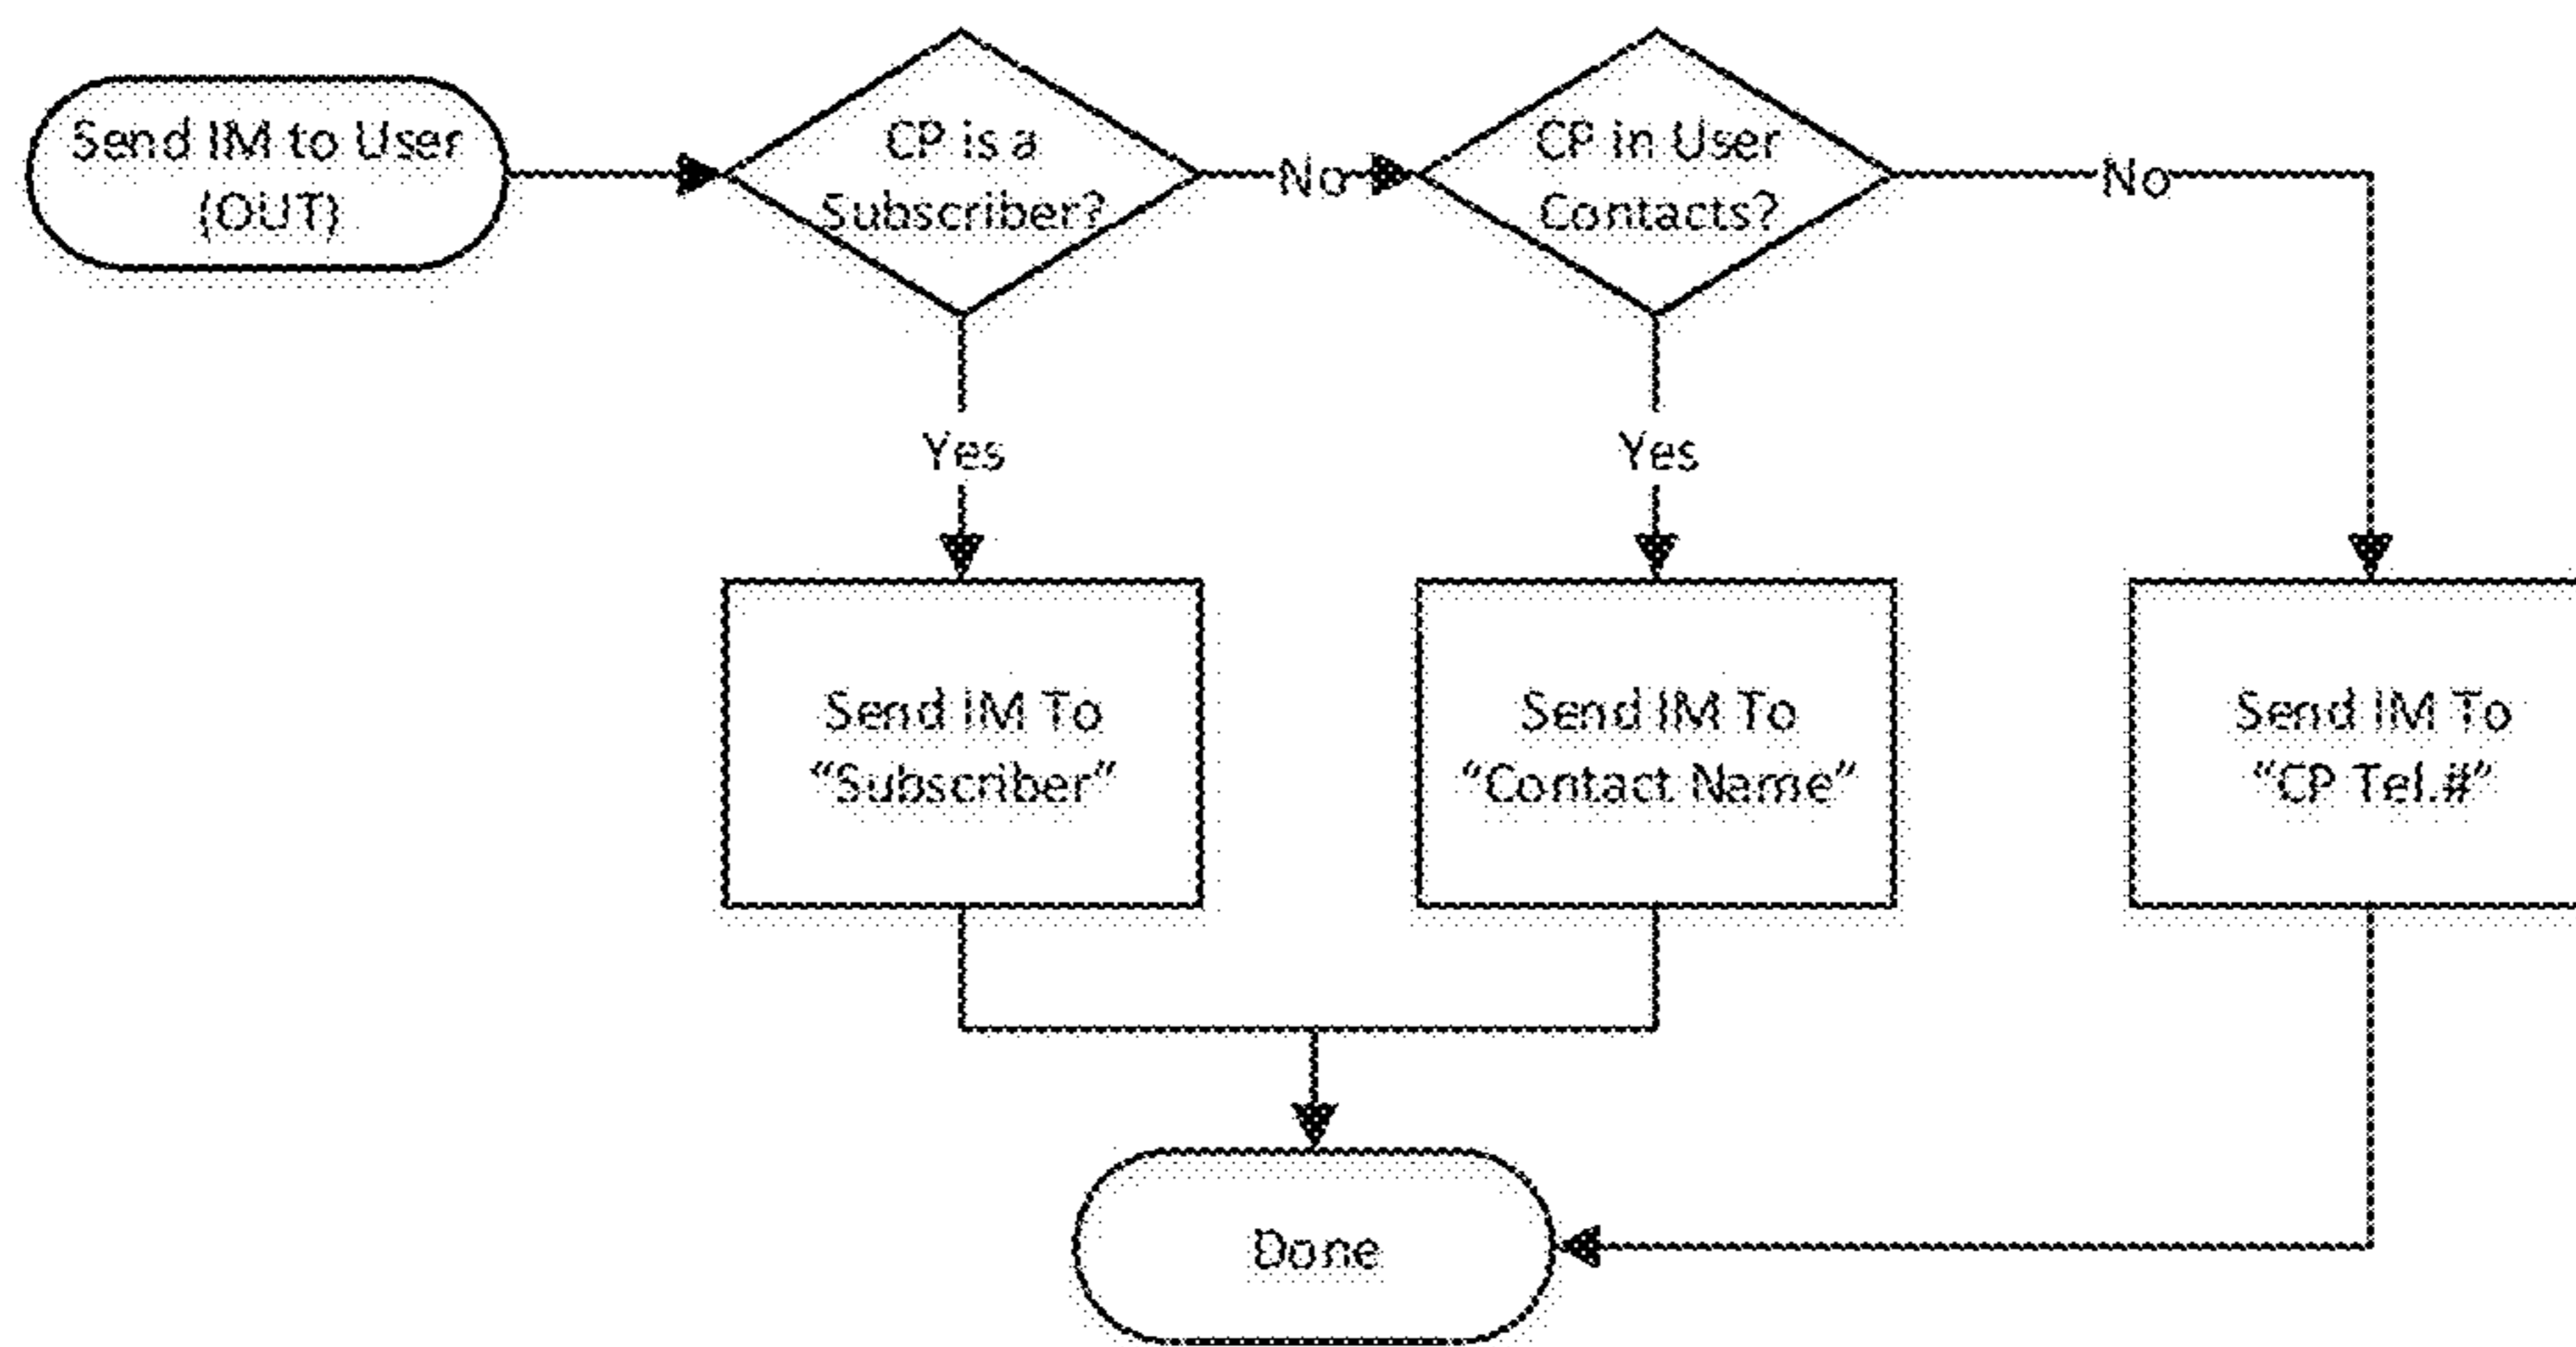 Send IM to User
(OUT)
CP is a
Subscriber?
No
CP in User
Contacts?
No
Yes
Yes
Send IM To
“Subscriber”
Send IM To
“Contact Name”
Send IM To
“CP Tel.#”
Done